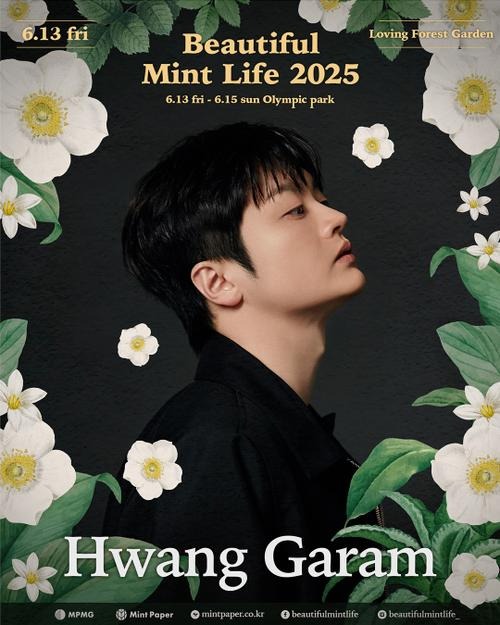 6.13 fri
Beautiful
Mint Life 2025
6.13 fri - 6.15 sun Olympic park
Loving Forest Garden
Hwang Garam
MPMG Mint Paper mintpaper.co.kr beautifulmintlife beautifulmintlife_